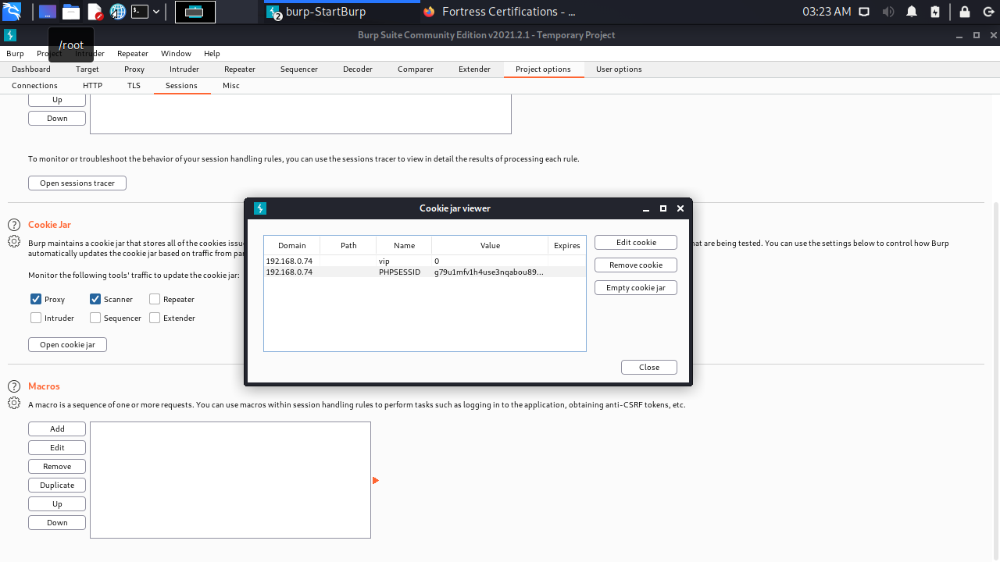 burp-StartBurp
2
Fortress Certifications - ...
03:23 AM
Burp Suite Community Edition v2021.2.1 - Temporary Project
/root
Burp Project Intruder Repeater Window Help
Dashboard Target Proxy Intruder Repeater Sequencer Decoder Comparer Extender Project options User options
Connections HTTP TLS Sessions Misc
Up
Down
To monitor or troubleshoot the behavior of your session handling rules, you can use the sessions tracer to view in detail the results of processing each rule.
Open sessions tracer
Cookie Jar
Burp maintains a cookie jar that stores all of the cookies issue
hat are being tested. You can use the settings below to control how Burp
automatically updates the cookie jar based on traffic from par
Monitor the following tools' traffic to update the cookie jar:
Proxy Scanner Repeater
Intruder Sequencer Extender
Open cookie jar
Cookie jar viewer
Domain Path Name Value Expires
192.168.0.74 vip 0
192.168.0.74 PHPSESSID g79u1mfv1h4use3nqabou89...
Edit cookie
Remove cookie
Empty cookie jar
Close
Macros
A macro is a sequence of one or more requests. You can use macros within session handling rules to perform tasks such as logging in to the application, obtaining anti-CSRF tokens, etc.
Add
Edit
Remove
Duplicate
Up
Down